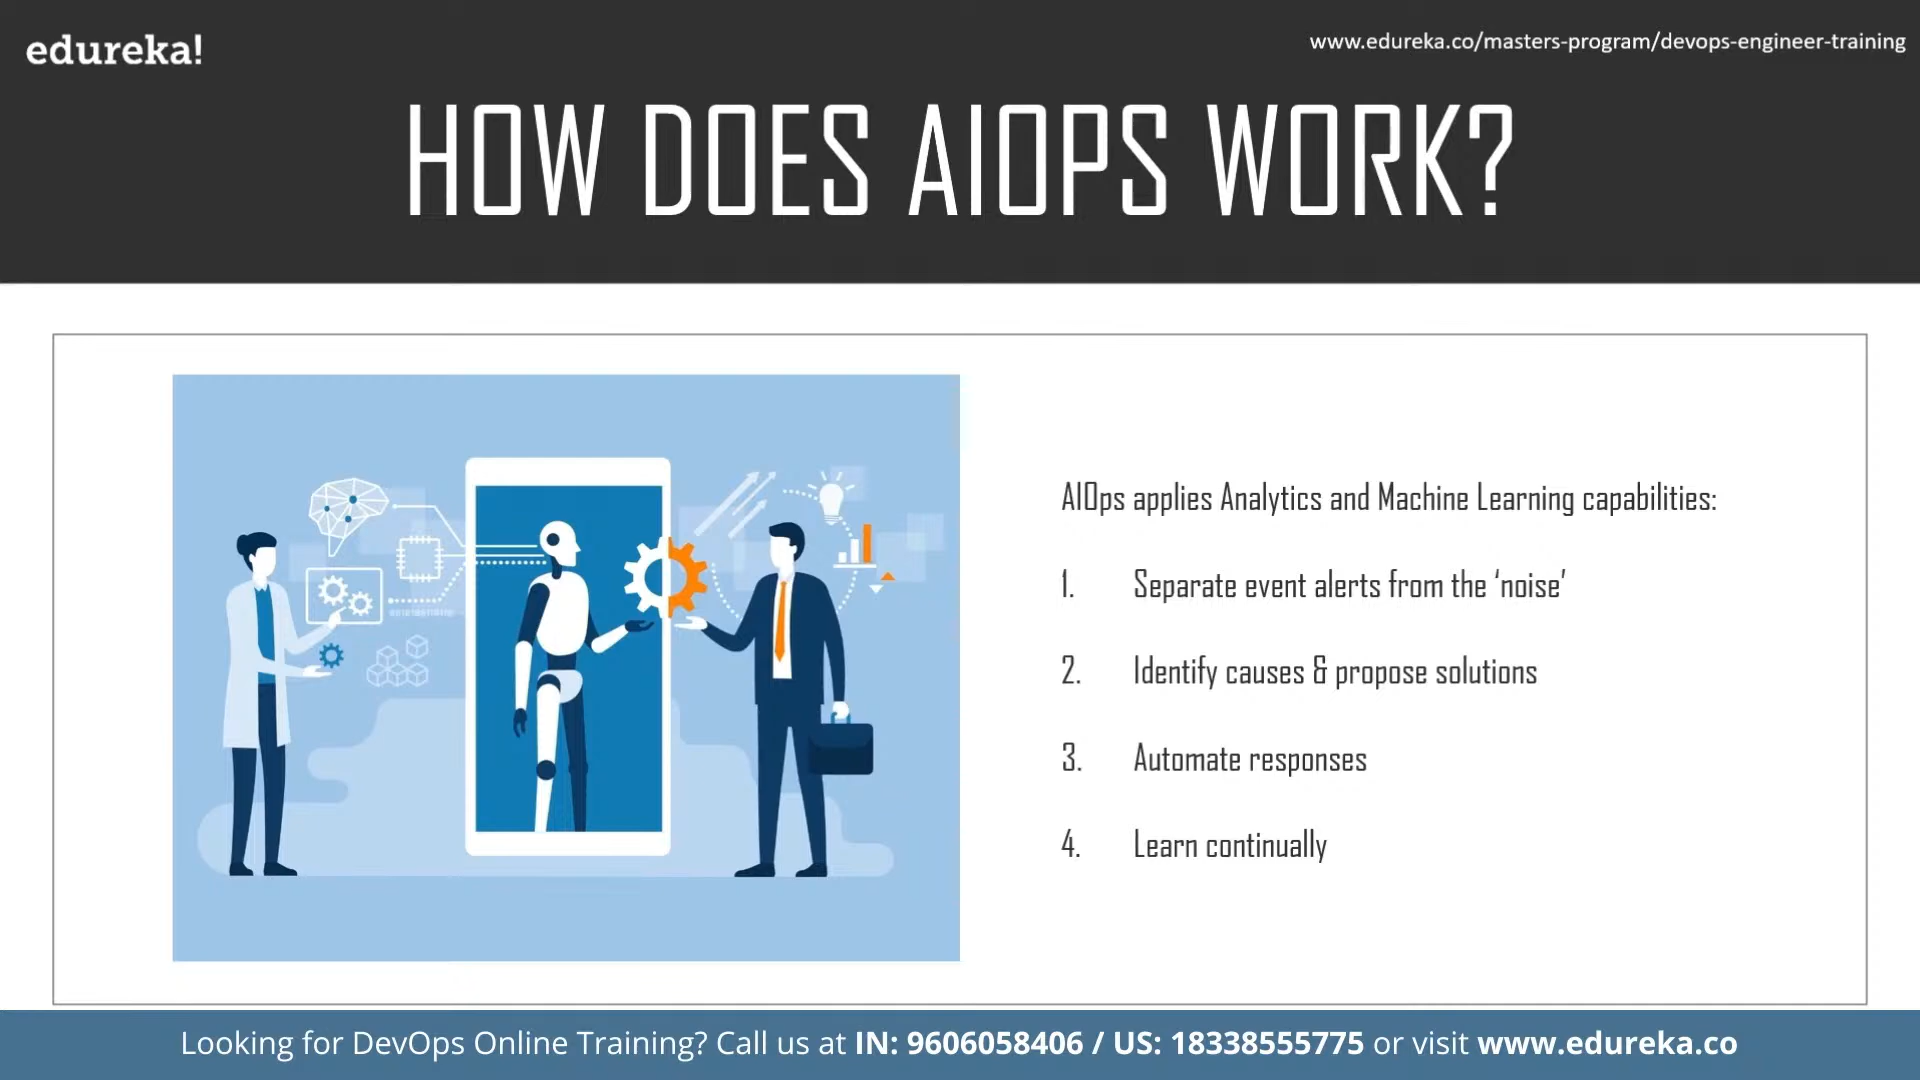 edureka!
www.edureka.co/masters-program/devops-engineer-training
HOW DOES AIOPS WORK?
AIOps applies Analytics and Machine Learning capabilities:
1. Separate event alerts from the ‘noise’
2. Identify causes & propose solutions
3. Automate responses
4. Learn continually
Looking for DevOps Online Training? Call us at IN: 9606058406 / US: 18338555775 or visit www.edureka.co